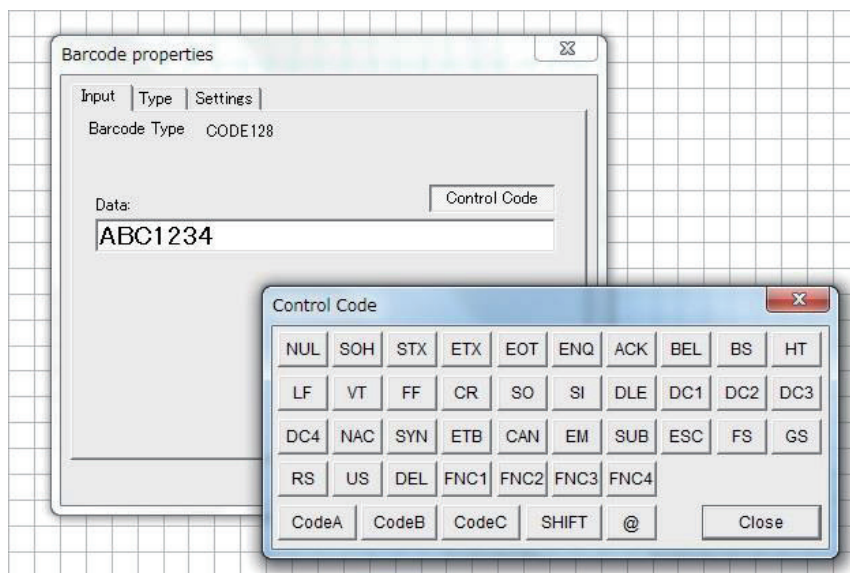 Barcode properties
Input Type Settings
Barcode Type CODE128
Data: Control Code
ABC1234
Control Code
NUL SOH STX ETX EOT ENQ ACK BEL BS HT
LF VT FF CR SO SI DLE DC1 DC2 DC3
DC4 NAC SYN ETB CAN EM SUB ESC FS GS
RS US DEL FNC1 FNC2 FNC3 FNC4
CodeA CodeB CodeC SHIFT @ Close